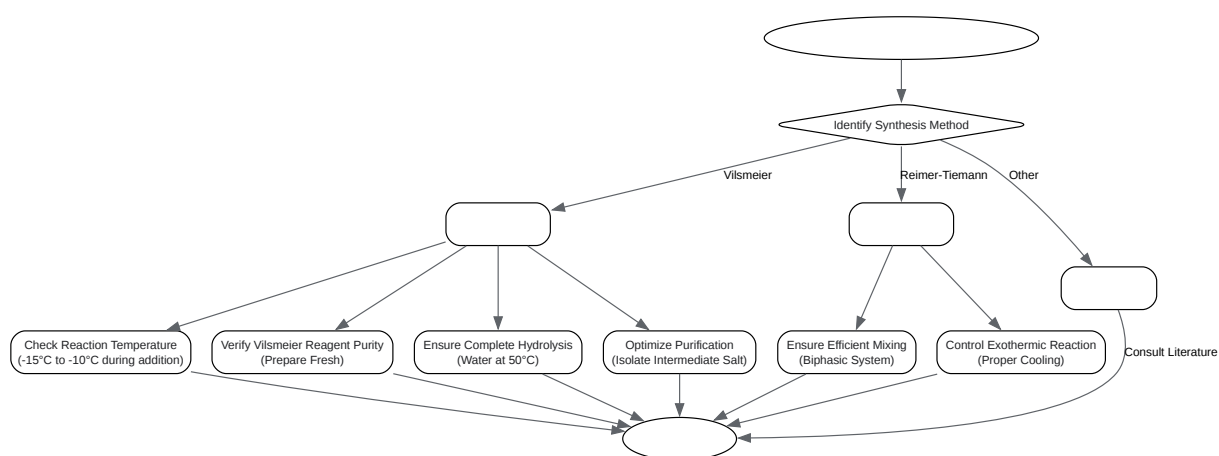 Identify Synthesis Method
Vilsmeier
Reimer-Tiemann
Other
Check Reaction Temperature
(-15°C to -10°C during addition)
Verify Vilsmeier Reagent Purity
(Prepare Fresh)
Ensure Complete Hydrolysis
(Water at 50°C)
Optimize Purification
(Isolate Intermediate Salt)
Ensure Efficient Mixing
(Biphasic System)
Control Exothermic Reaction
(Proper Cooling)
Consult Literature